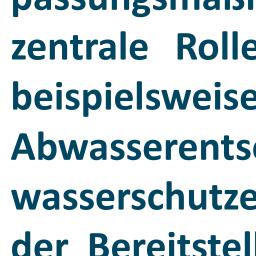 passungsmaß
zentrale Rolle
beispielsweise
Abwasserents
wasserschutze
der Bereitstell